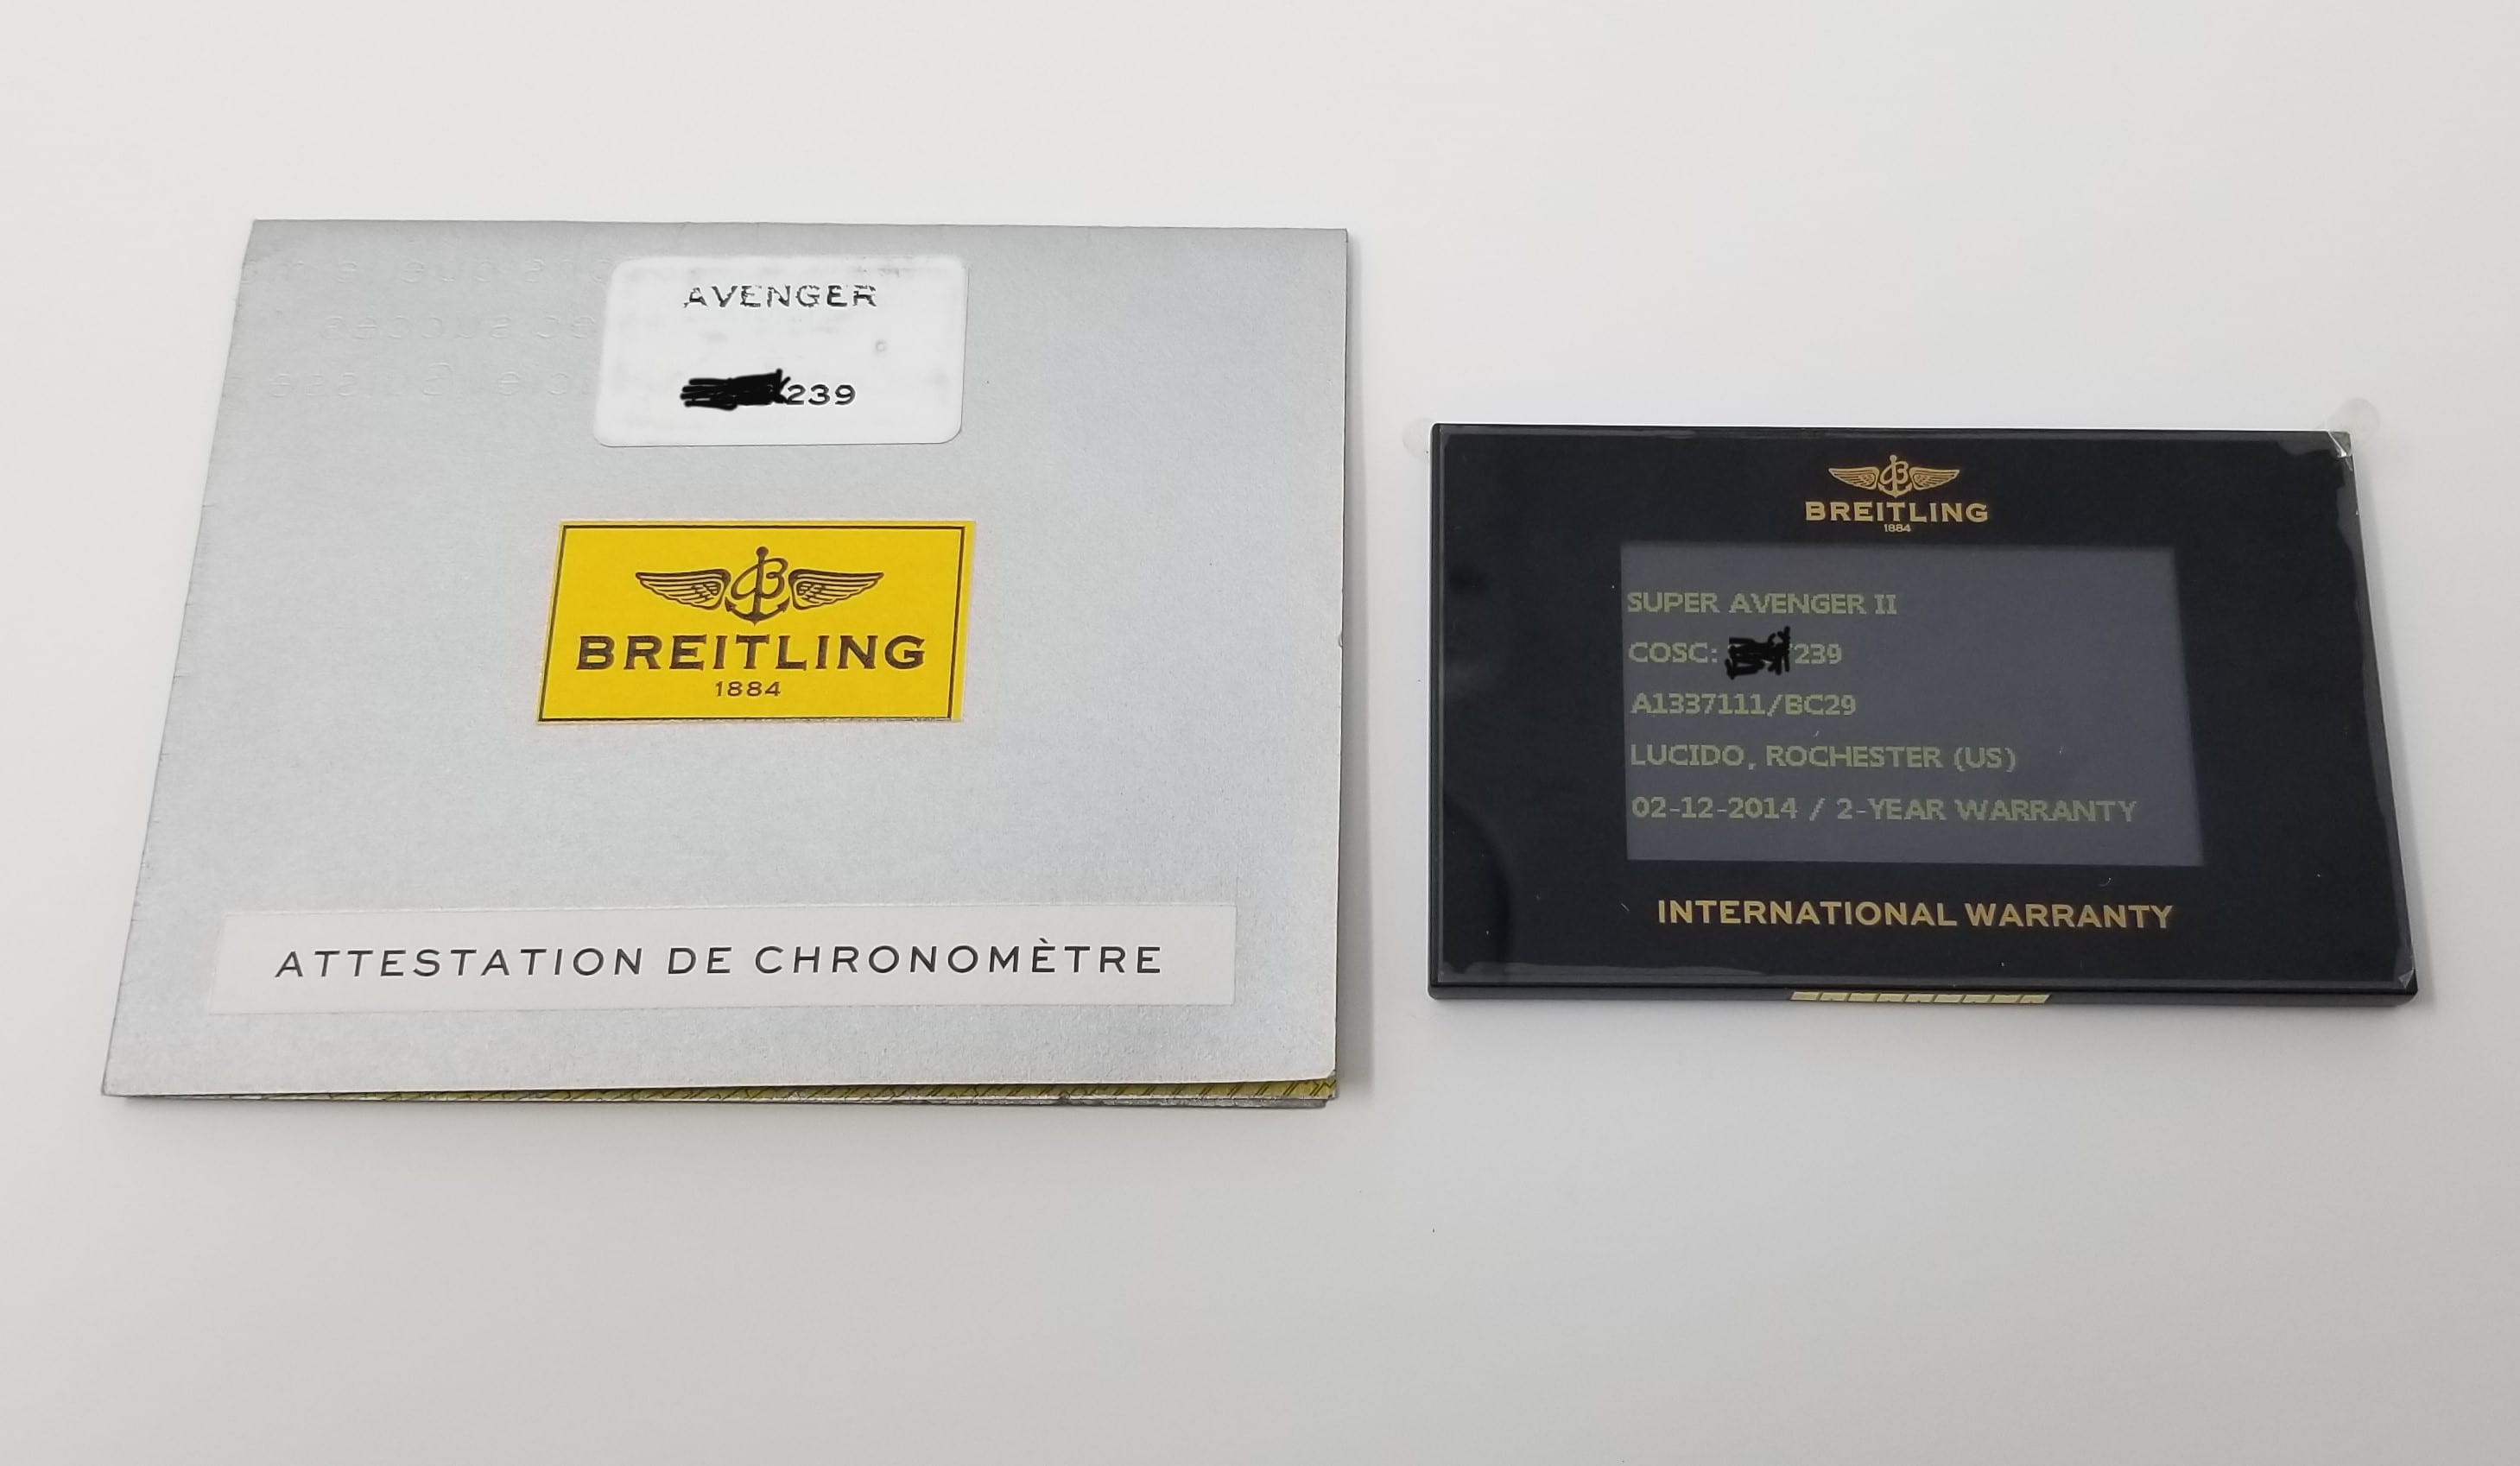 AVENGER
239
BREITLING
1884
ATTESTATION DE CHRONOMÈTRE
BREITLING
1884
SUPER AVENGER II
COSC: 239
A1337111/BC29
LUCIDO, ROCHESTER (US)
02-12-2014 / 2-YEAR WARRANTY
INTERNATIONAL WARRANTY